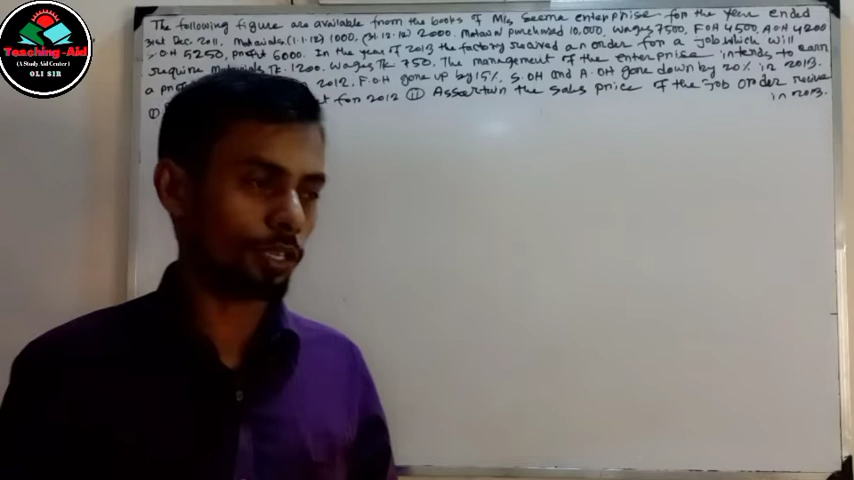 Teaching-Aid
(A Study Aid Center)
OLI SIR
The following figure are available from the books of M/s Seema enterprise for the Year ended
31st Dec. 2011, Materials (1.1.12) 1000, (31.12.12) 2000. Material purchased 10,000, Wages 7500, F.OH 4500, A.OH 4200
OH 5250, profit 6000. In the year of 2013 the factory received an order for a job which will
require materials TK. 1200. Wages TK 750. The management of the enterprise intends to earn
a 2012. F.O.H gone up by 15%. S.OH and A.OH gone down by 20% in 2013.
① for 2012 ⓘⓘ Assertain the sales price of the Job order receive
in 2013.